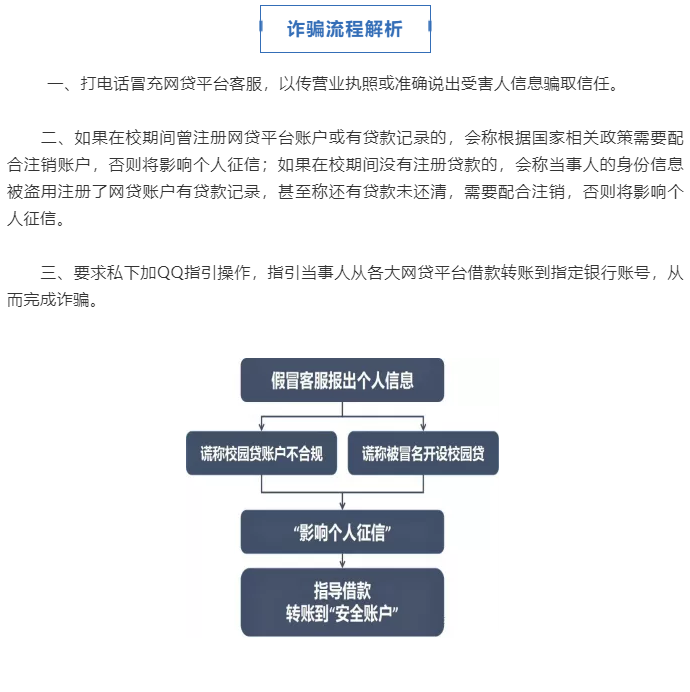 诈骗流程解析
一、打电话冒充网贷平台客服，以传营业执照或准确说出受害人信息骗取信任。
二、如果在校期间曾注册网贷平台账户或有贷款记录的，会称根据国家相关政策需要配
合注销账户，否则将影响个人征信；如果在校期间没有注册贷款的，会称当事人的身份信息
被盗用注册了网贷账户有贷款记录，甚至称还有贷款未还清，需要配合注销，否则将影响个
人征信。
三、要求私下加QQ指引操作，指引当事人从各大网贷平台借款转账到指定银行账号，从
而完成诈骗。
假冒客服报出个人信息
谎称校园贷账户不合规
谎称被冒名开设校园贷
“影响个人征信”
指导借款
转账到“安全账户”